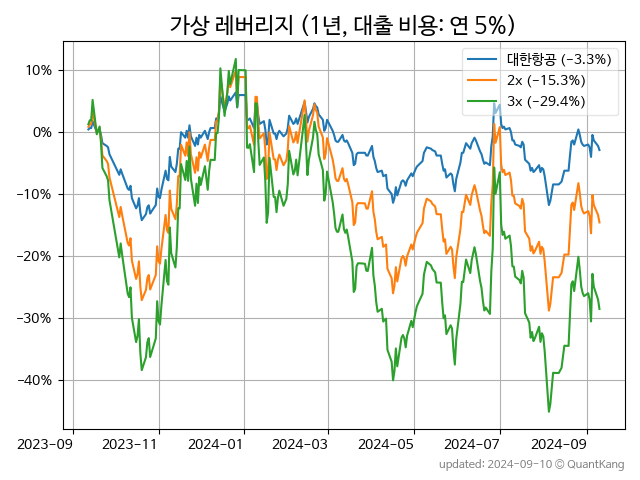 가상 레버리지 (1년, 대출 비용: 연 5%)
대한항공 (−3.3%)
2x (−15.3%)
3x (−29.4%)
10%
0%
−10%
−20%
−30%
−40%
2023-09
2023-11
2024-01
2024-03
2024-05
2024-07
2024-09
updated: 2024-09-10 ⓒ QuantKang